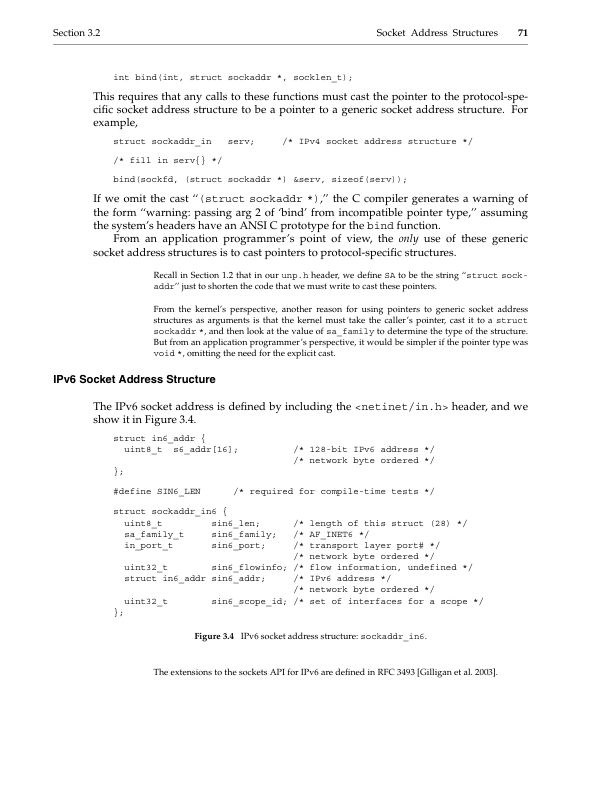 Section 3.2 Socket Address Structures 71
int bind(int, struct sockaddr *, socklen_t);
This requires that any calls to these functions must cast the pointer to the protocol-spe-
cific socket address structure to be a pointer to a generic socket address structure. For
example,
struct sockaddr_in serv; /* IPv4 socket address structure */
/* fill in serv{} */
bind(sockfd, (struct sockaddr *) &serv, sizeof(serv));
If we omit the cast “(struct sockaddr *),” the C compiler generates a warning of
the form “warning: passing arg 2 of ’bind’ from incompatible pointer type,” assuming
the system’s headers have an ANSI C prototype for the bind function.
From an application programmer’s point of view, the only use of these generic
socket address structures is to cast pointers to protocol-specific structures.
Recall in Section 1.2 that in our unp.h header, we define SA to be the string “struct sock-
addr” just to shorten the code that we must write to cast these pointers.
From the kernel’s perspective, another reason for using pointers to generic socket address
structures as arguments is that the kernel must take the caller’s pointer, cast it to a struct
sockaddr *, and then look at the value of sa_family to determine the type of the structure.
But from an application programmer’s perspective, it would be simpler if the pointer type was
void *, omitting the need for the explicit cast.
IPv6 Socket Address Structure
The IPv6 socket address is defined by including the <netinet/in.h> header, and we
show it in Figure 3.4.
struct in6_addr {
uint8_t s6_addr[16]; /* 128-bit IPv6 address */
/* network byte ordered */
};
#define SIN6_LEN /* required for compile-time tests */
struct sockaddr_in6 {
uint8_t sin6_len; /* length of this struct (28) */
sa_family_t sin6_family; /* AF_INET6 */
in_port_t sin6_port; /* transport layer port# */
/* network byte ordered */
uint32_t sin6_flowinfo; /* flow information, undefined */
struct in6_addr sin6_addr; /* IPv6 address */
/* network byte ordered */
uint32_t sin6_scope_id; /* set of interfaces for a scope */
};
Figure 3.4 IPv6 socket address structure: sockaddr_in6.
The extensions to the sockets API for IPv6 are defined in RFC 3493 [Gilligan et al. 2003].